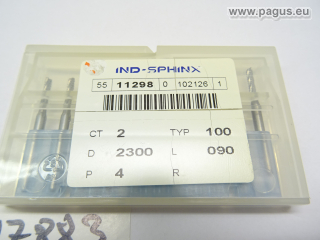 www.pagus.eu
IND-SPHINX
55 11298 0 102126 1
CT 2 TYP 100
D 2300 L 090
P 4 R